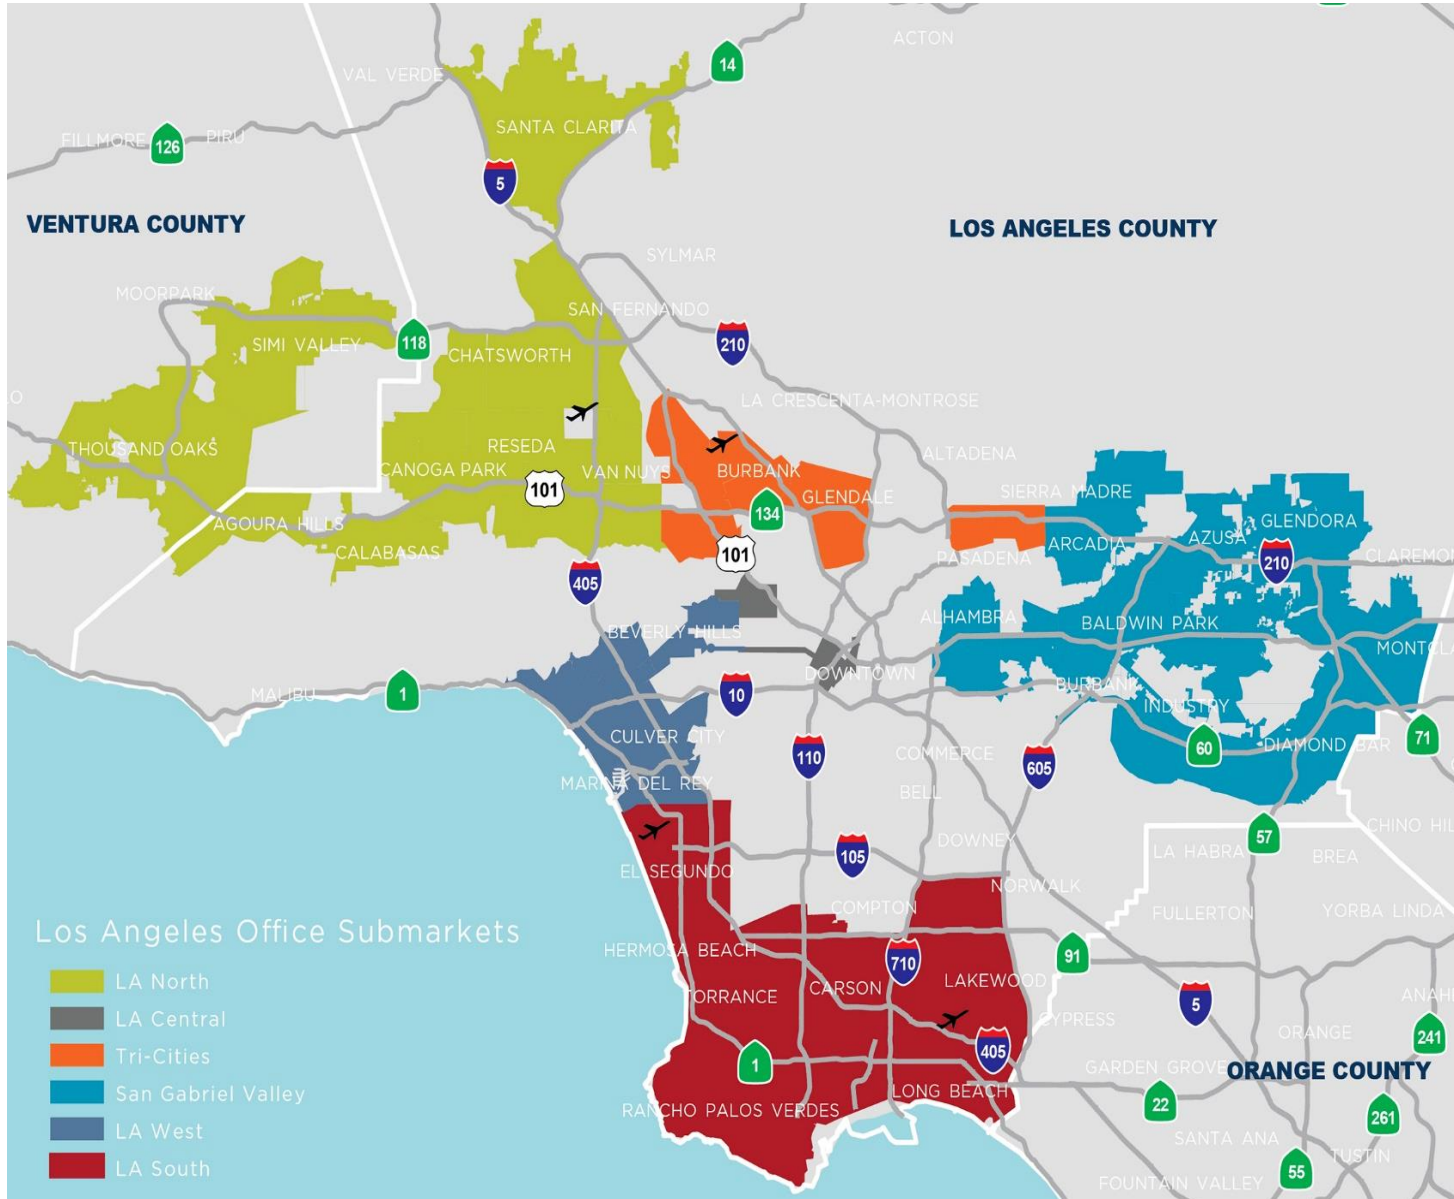 ACTON
14
VAL VERDE
SANTA CLARITA
FILLMORE
126
PIRU
5
VENTURA COUNTY
LOS ANGELES COUNTY
SYLMAR
MOORPARK
SAN FERNANDO
SIMI VALLEY
118
CHATSWORTH
210
LO
LA CRESCENTA-MONTROSE
THOUSAND OAKS
RESEDA
CANOGA PARK
VAN NUYS
BURBANK
ALTADENA
101
134
GLENDALE
SIERRA MADRE
AGOURA HILLS
CALABASAS
GLENDORA
AZUSA
ARCADIA
101
PASADENA
210
CLAREMON
405
ALHAMBRA
BEVERLY HILLS
BALDWIN PARK
MONTCLA
DOWNTOWN
MALIBU
1
10
BURBANK
INDUSTRY
CULVER CITY
110
COMMERCE
605
60
DIAMOND BAR
71
MARINA DEL REY
BELL
CHINO HIL
105
DOWNEY
57
LA HABRA
BREA
EL SEGUNDO
NORWALK
COMPTON
FULLERTON
YORBA LINDA
Los Angeles Office Submarkets
HERMOSA BEACH
710
91
LA North
LAKEWOOD
TORRANCE
CARSON
5
ANAH
LA Central
CYPRESS
ORANGE
241
Tri-Cities
1
405
GARDEN GROVE
ORANGE COUNTY
San Gabriel Valley
LONG BEACH
22
261
RANCHO PALOS VERDES
LA West
SANTA ANA
TUSTIN
LA South
55
FOUNTAIN VALLEY